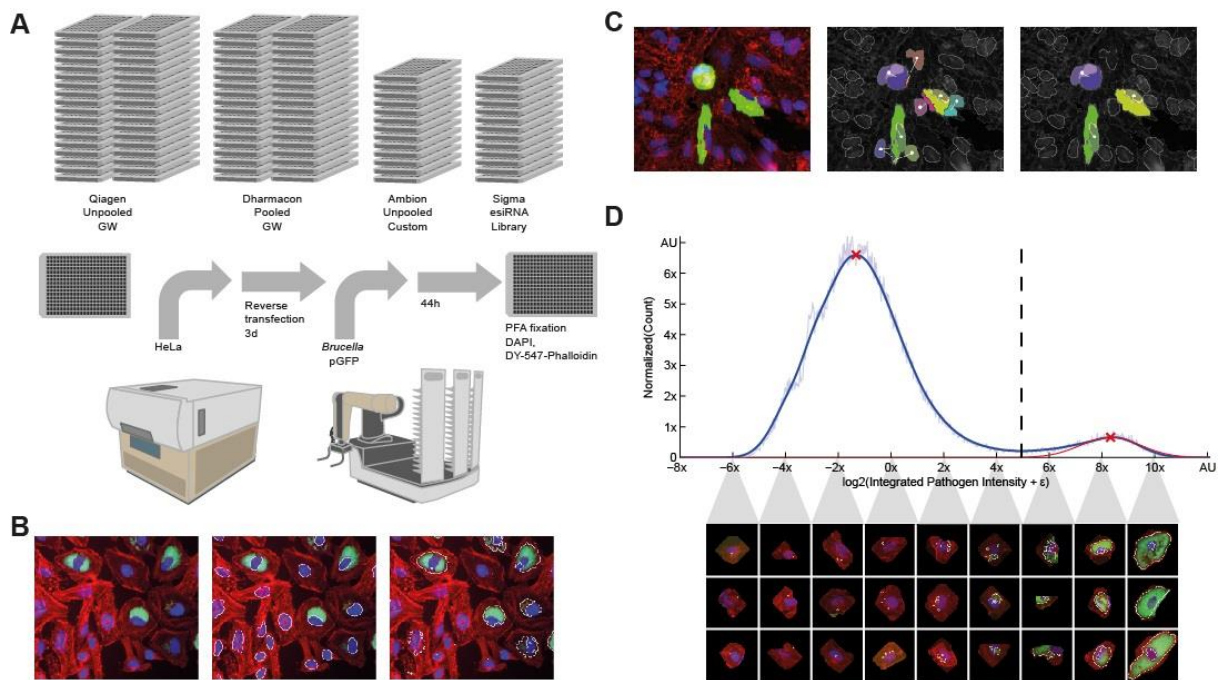 A
Qiagen
Unpooled
GW
Dharmacon
Pooled
GW
Ambion
Unpooled
Custom
Sigma
esiRNA
Library
HeLa
Reverse
transfection
3d
Brucella
pGFP
44h
PFA fixation
DAPI,
DY-547-Phalloidin
B
C
D
Normalized(Count)
AU
6x
5x
4x
3x
2x
1x
0
−8x −6x −4x −2x 0x 2x 4x 6x 8x 10x AU
log2(Integrated Pathogen Intensity + ε)